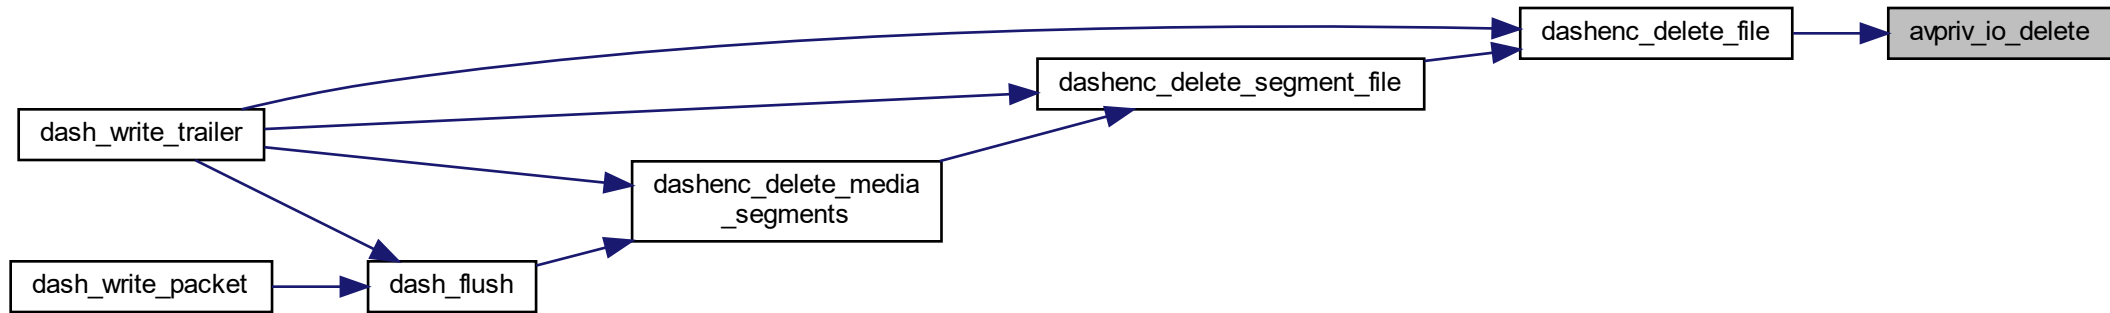 dashenc_delete_file
avpriv_io_delete
dashenc_delete_segment_file
dash_write_trailer
dashenc_delete_media
_segments
dash_write_packet
dash_flush